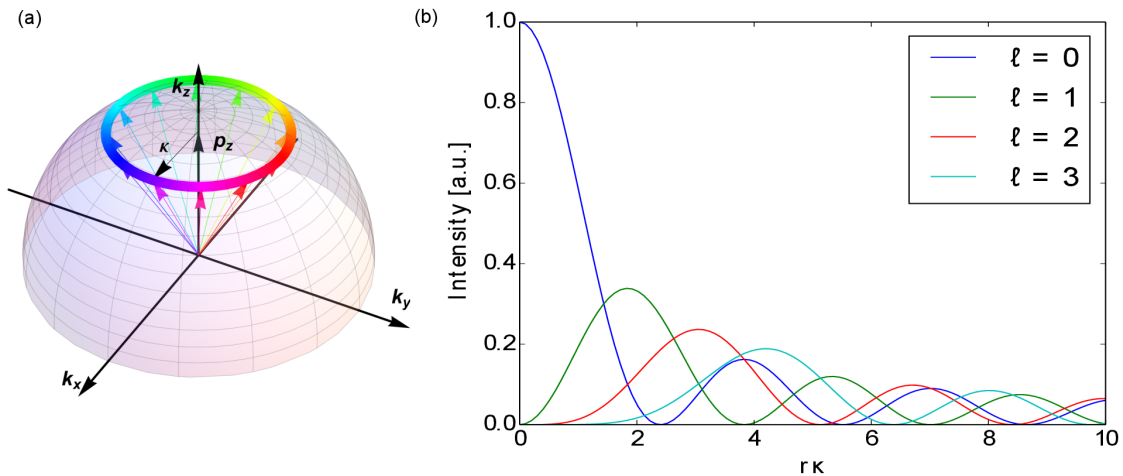 (a)
k_z
κ
p_z
k_y
k_x
(b)
Intensity [a.u.]
1.0
0.8
0.6
0.4
0.2
0.0
0 2 4 6 8 10
rκ
ℓ = 0
ℓ = 1
ℓ = 2
ℓ = 3